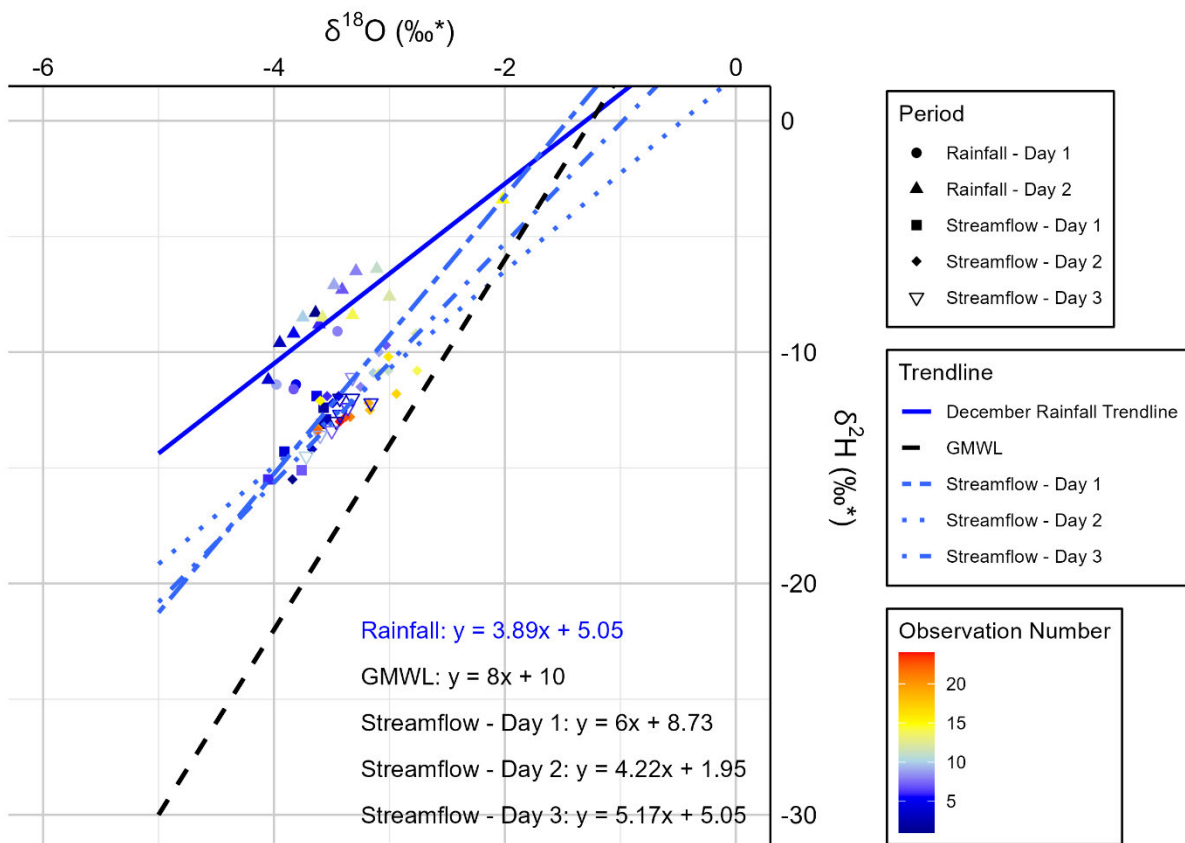 δ18O (‰*)
-6 -4 -2 0
0
-10
-20
-30
δ2H (‰*)
Rainfall: y = 3.89x + 5.05
GMWL: y = 8x + 10
Streamflow - Day 1: y = 6x + 8.73
Streamflow - Day 2: y = 4.22x + 1.95
Streamflow - Day 3: y = 5.17x + 5.05
Period
Rainfall - Day 1
Rainfall - Day 2
Streamflow - Day 1
Streamflow - Day 2
Streamflow - Day 3
Trendline
December Rainfall Trendline
GMWL
Streamflow - Day 1
Streamflow - Day 2
Streamflow - Day 3
Observation Number
20
15
10
5